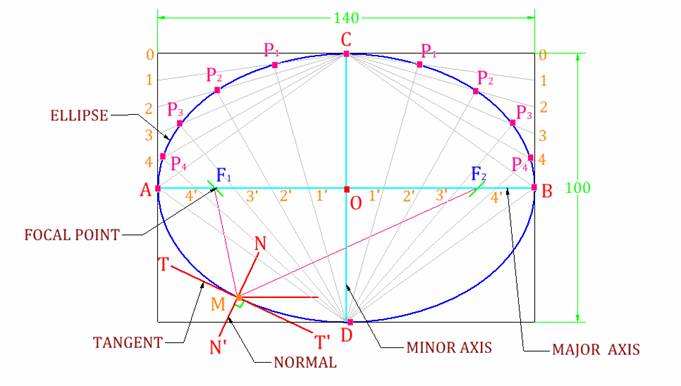 140
C
0
P1
P1
0
1
P2
P2
1
2
2
ELLIPSE
P3
P3
3
3
4
P4
P4
4
F1
F2
A
4' 3' 2' 1' O 1' 2' 3' 4'
B
100
FOCAL POINT
N
T
M
TANGENT
N'
T'
D
NORMAL
MINOR AXIS
MAJOR AXIS